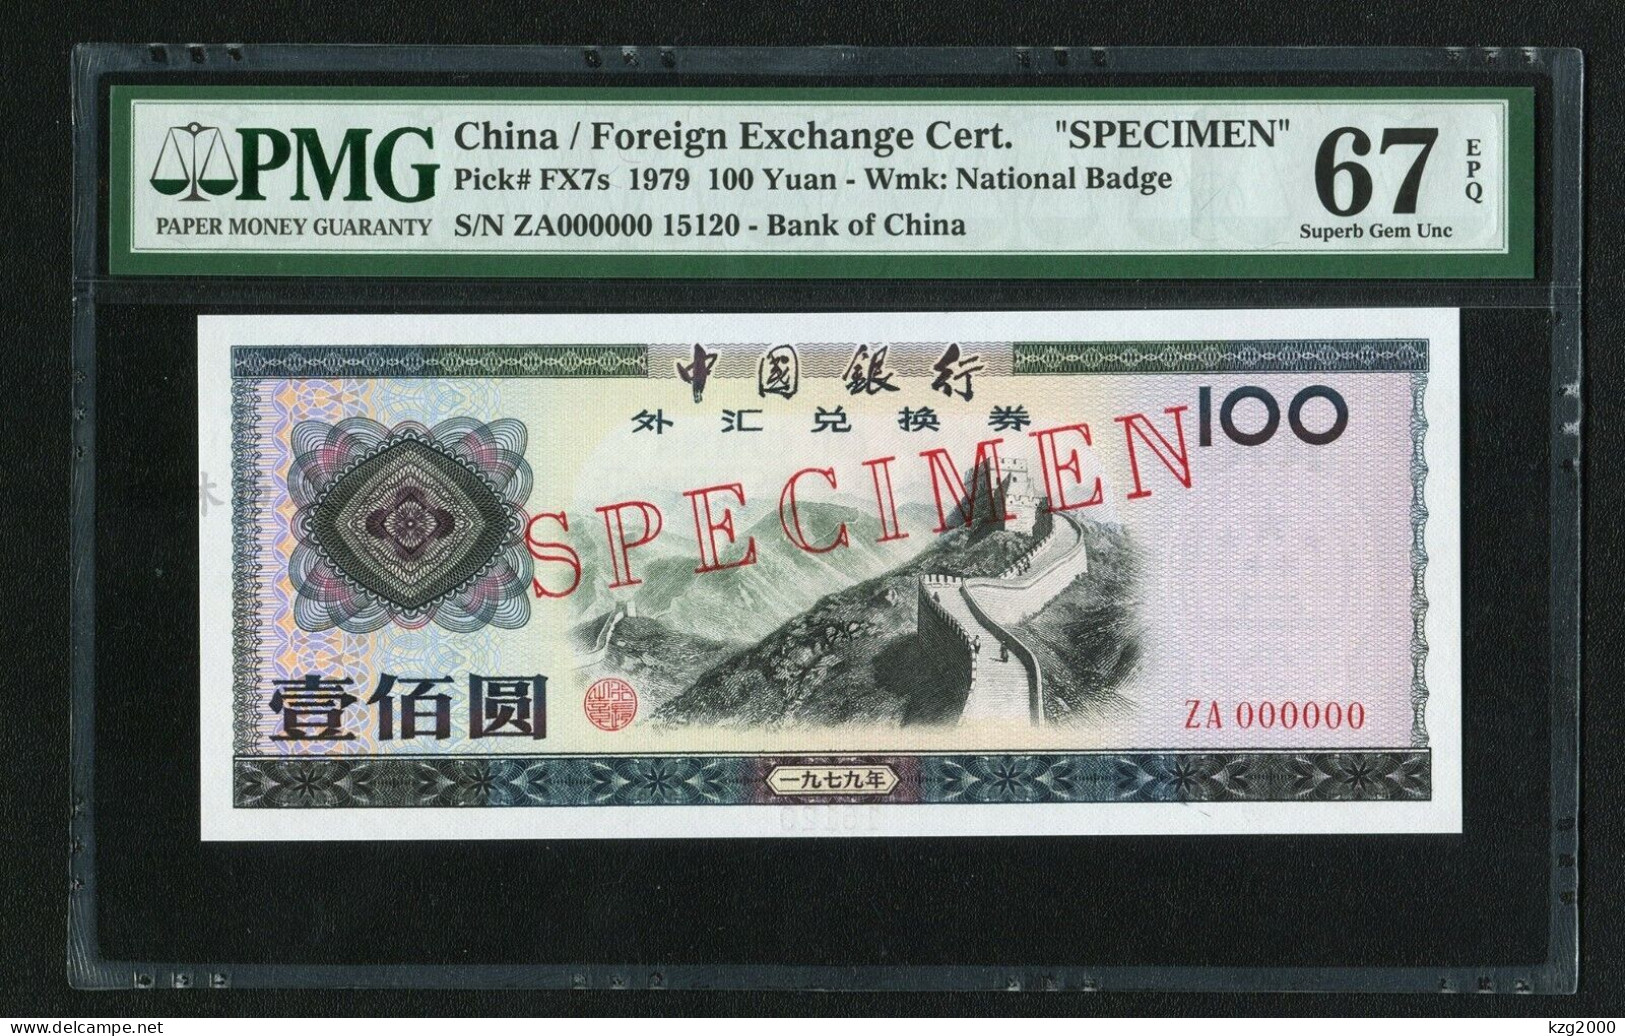 PMG
PAPER MONEY GUARANTY
China / Foreign Exchange Cert. "SPECIMEN"
Pick# FX7s 1979 100 Yuan - Wmk: National Badge
S/N ZA000000 15120 - Bank of China
67
EPQ
Superb Gem Unc
中國銀行
外汇兑换券
100
SPECIMEN
壹佰圆
ZA 000000
一九七九年
www.delcampe.net
kzg2000